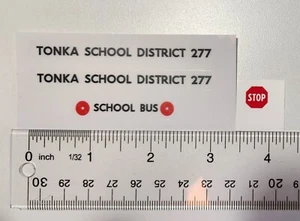 TONKA SCHOOL DISTRICT 277
TONKA SCHOOL DISTRICT 277
SCHOOL BUS
STOP
0 inch 1/32 1 2 3 4
30 29 28 27 26 25 24 23 22 21 20 19